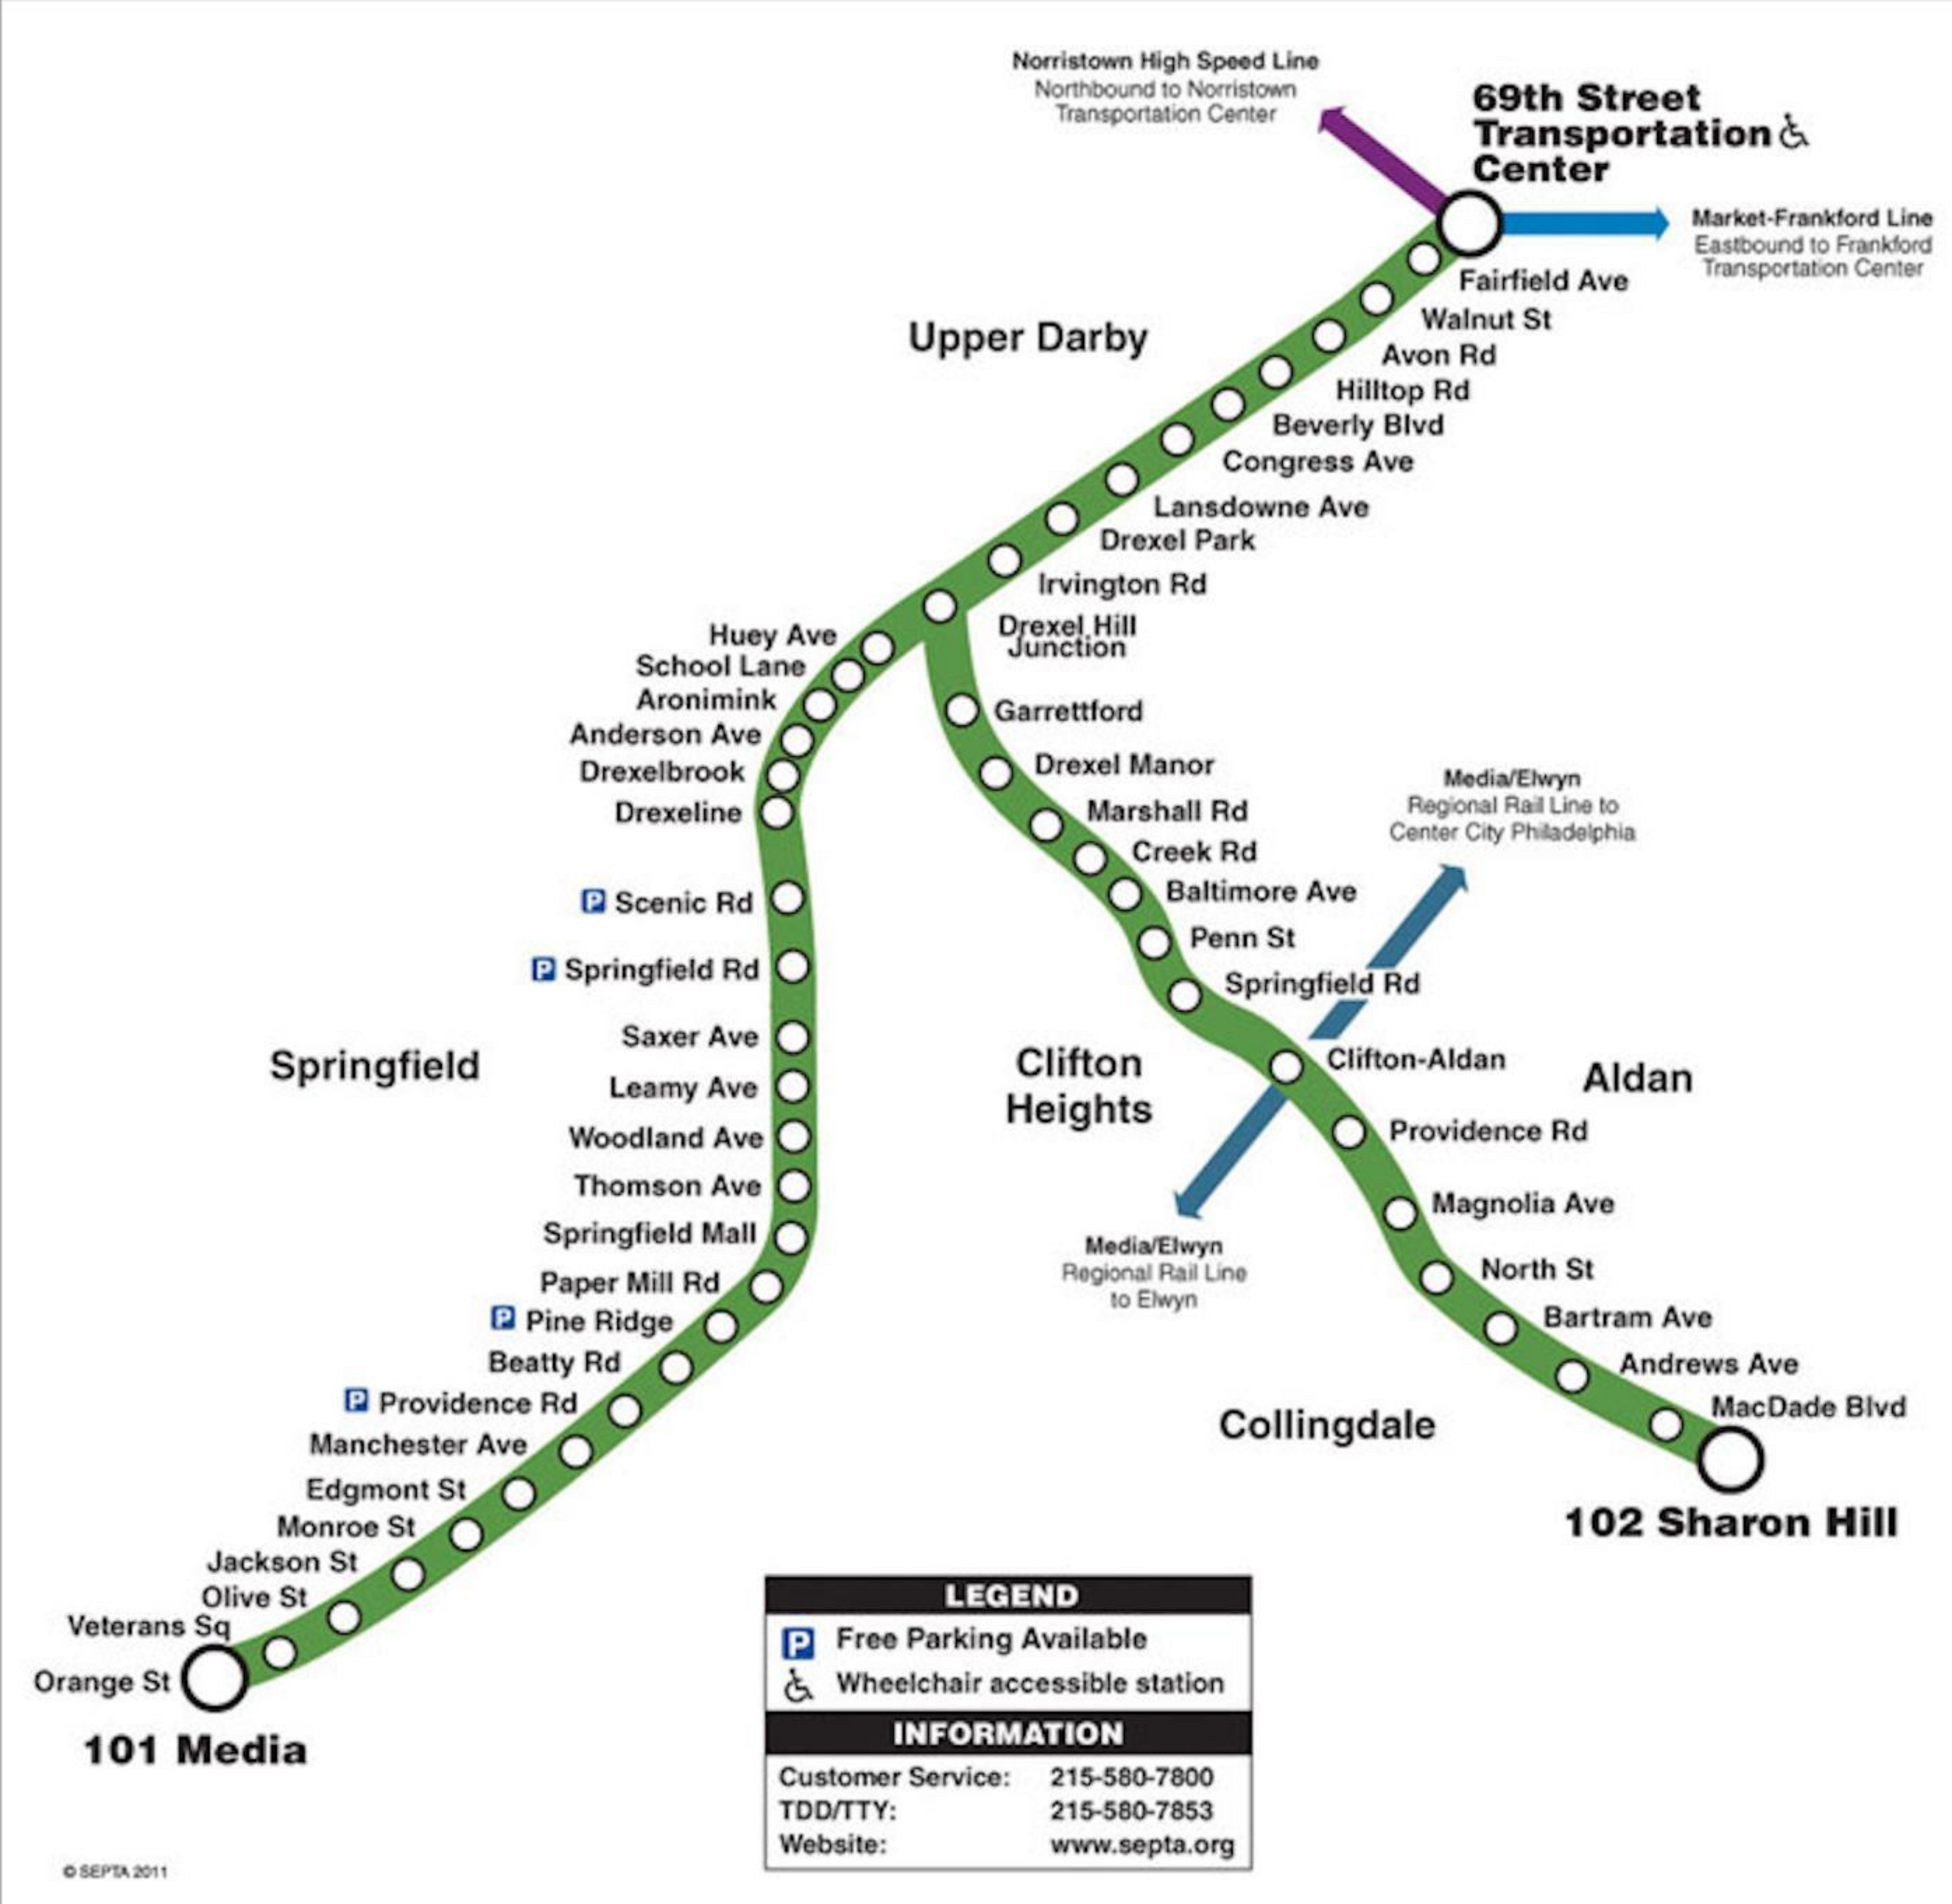 Norristown High Speed Line
Northbound to Norristown
Transportation Center
69th Street
Transportation
Center
Market-Frankford Line
Eastbound to Frankford
Transportation Center
Fairfield Ave
Walnut St
Upper Darby
Avon Rd
Hilltop Rd
Beverly Blvd
Congress Ave
Lansdowne Ave
Drexel Park
Irvington Rd
Drexel Hill
Junction
Huey Ave
School Lane
Aronimink
Anderson Ave
Drexelbrook
Drexeline
P Scenic Rd
P Springfield Rd
Saxer Ave
Leamy Ave
Woodland Ave
Thomson Ave
Springfield Mall
Paper Mill Rd
P Pine Ridge
Beatty Rd
P Providence Rd
Manchester Ave
Edgmont St
Monroe St
Jackson St
Olive St
Veterans Sq
Orange St
101 Media
Springfield
Garrettford
Drexel Manor
Marshall Rd
Creek Rd
Baltimore Ave
Penn St
Springfield Rd
Clifton-Aldan
Providence Rd
Magnolia Ave
North St
Bartram Ave
Andrews Ave
MacDade Blvd
102 Sharon Hill
Media/Elwyn
Regional Rail Line to
Center City Philadelphia
Clifton
Heights
Aldan
Media/Elwyn
Regional Rail Line
to Elwyn
Collingdale
LEGEND
P Free Parking Available
Wheelchair accessible station
INFORMATION
Customer Service: 215-580-7800
TDD/TTY: 215-580-7853
Website: www.septa.org
© SEPTA 2011